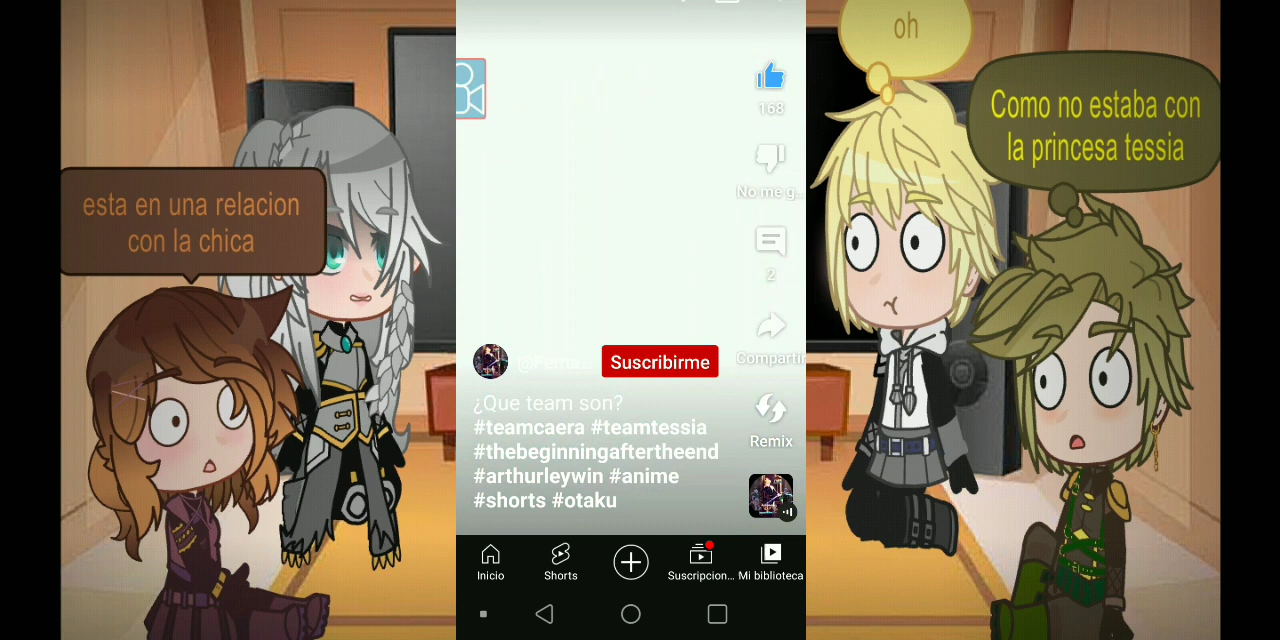 esta en una relacion
con la chica
168
No me g...
2
Compartir
Suscribirme
¿Que team son?
#teamcaera #teamtessia
#thebeginningaftertheend
#arthurleywin #anime
#shorts #otaku
Remix
Inicio
Shorts
Suscripcion...
Mi biblioteca
oh
Como no estaba con
la princesa tessia